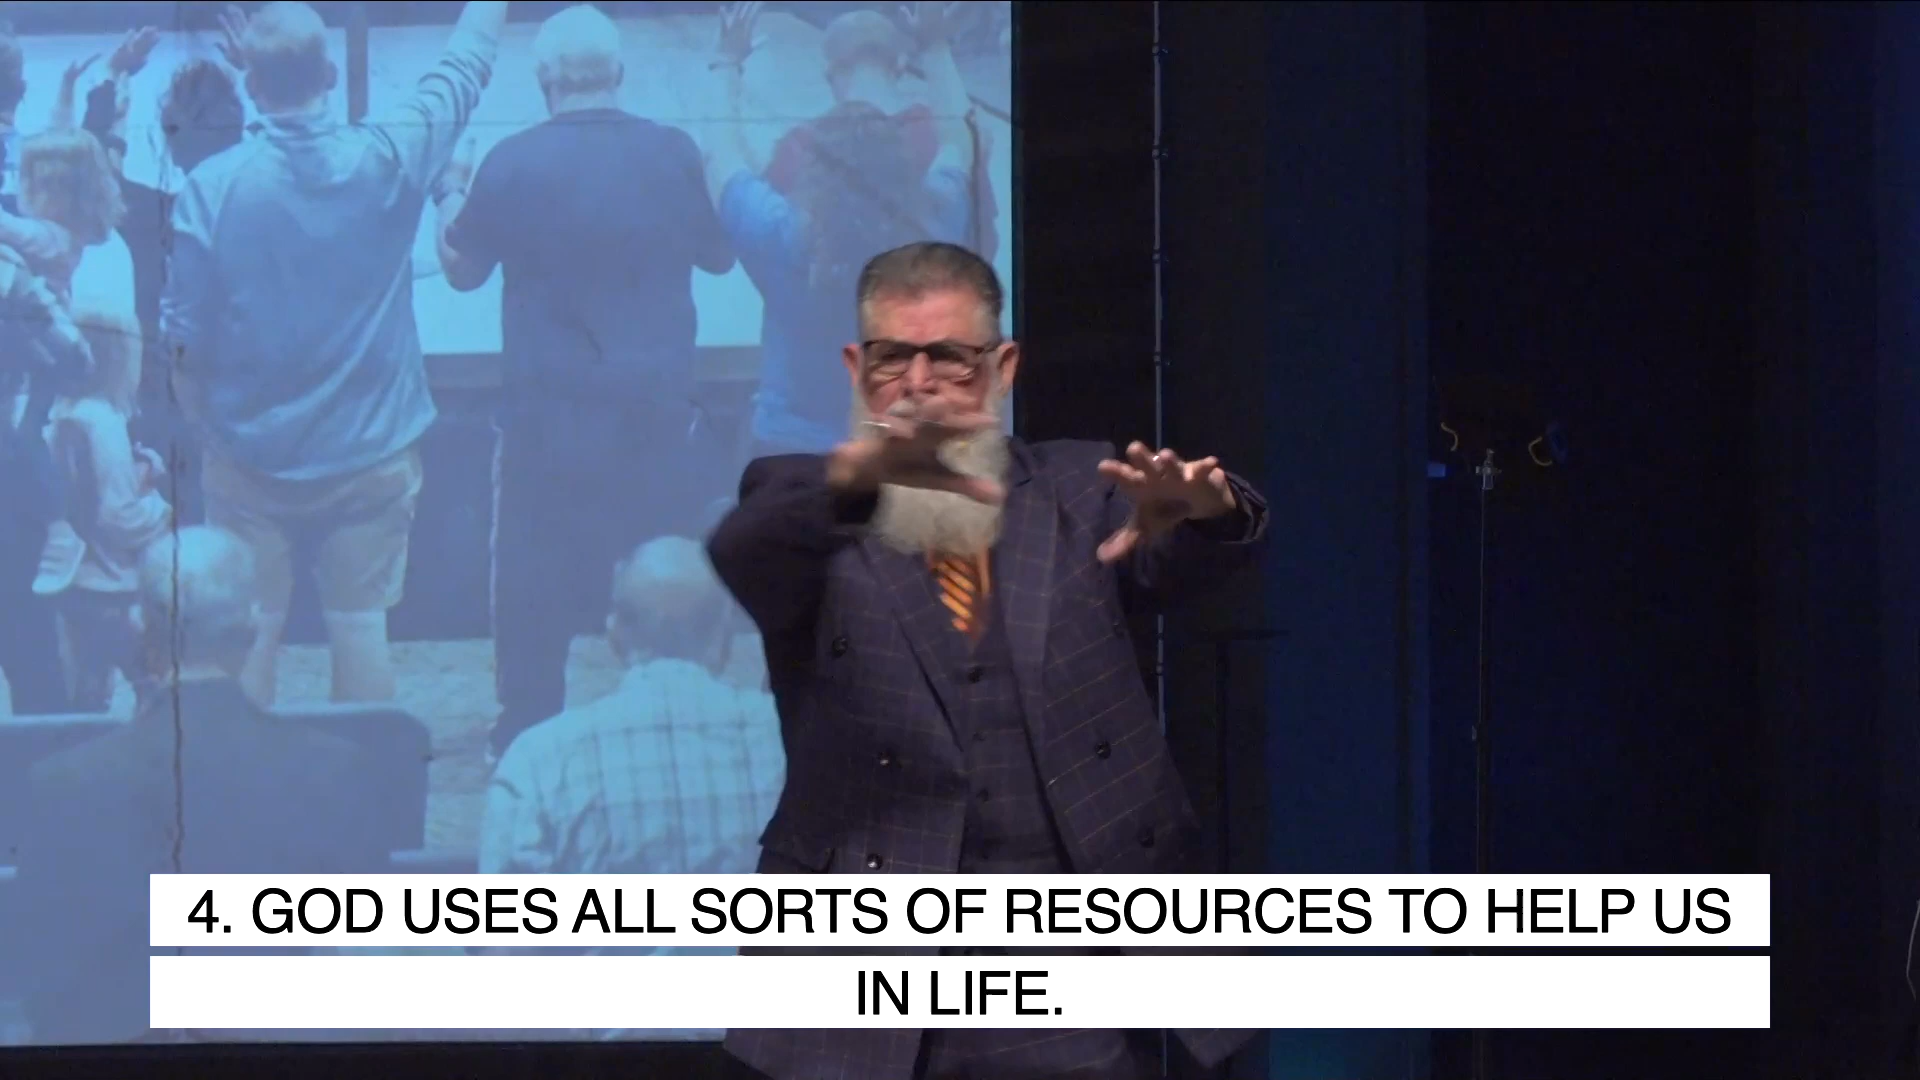 4. GOD USES ALL SORTS OF RESOURCES TO HELP US
IN LIFE.